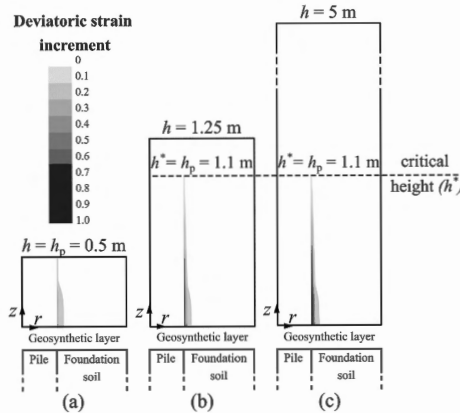 Deviatoric strain
increment
0
0.1
0.2
0.3
0.4
0.5
0.6
0.7
0.8
0.9
1.0
h = 5 m
h = 1.25 m
h* = hp = 1.1 m
h* = hp = 1.1 m
critical
height (h*)
h = hp = 0.5 m
z
r
z
r
z
r
Geosynthetic layer
Geosynthetic layer
Geosynthetic layer
Pile
Foundation
soil
Pile
Foundation
soil
Pile
Foundation
soil
(a)
(b)
(c)